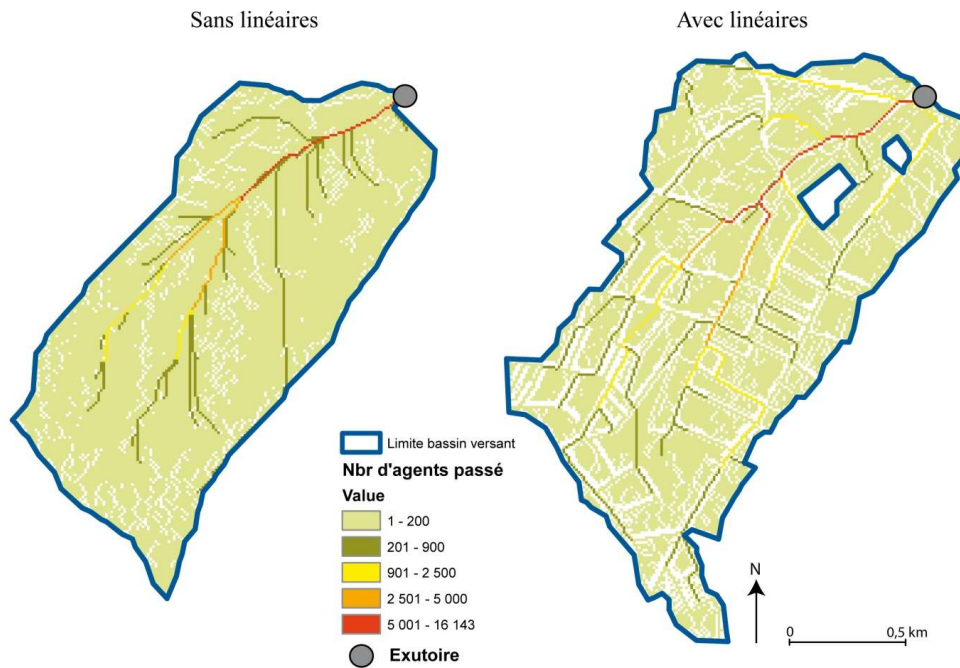 Sans linéaires
Avec linéaires
Limite bassin versant
Nbr d'agents passé
Value
1 - 200
201 - 900
901 - 2 500
2 501 - 5 000
5 001 - 16 143
Exutoire
N
0 0,5 km